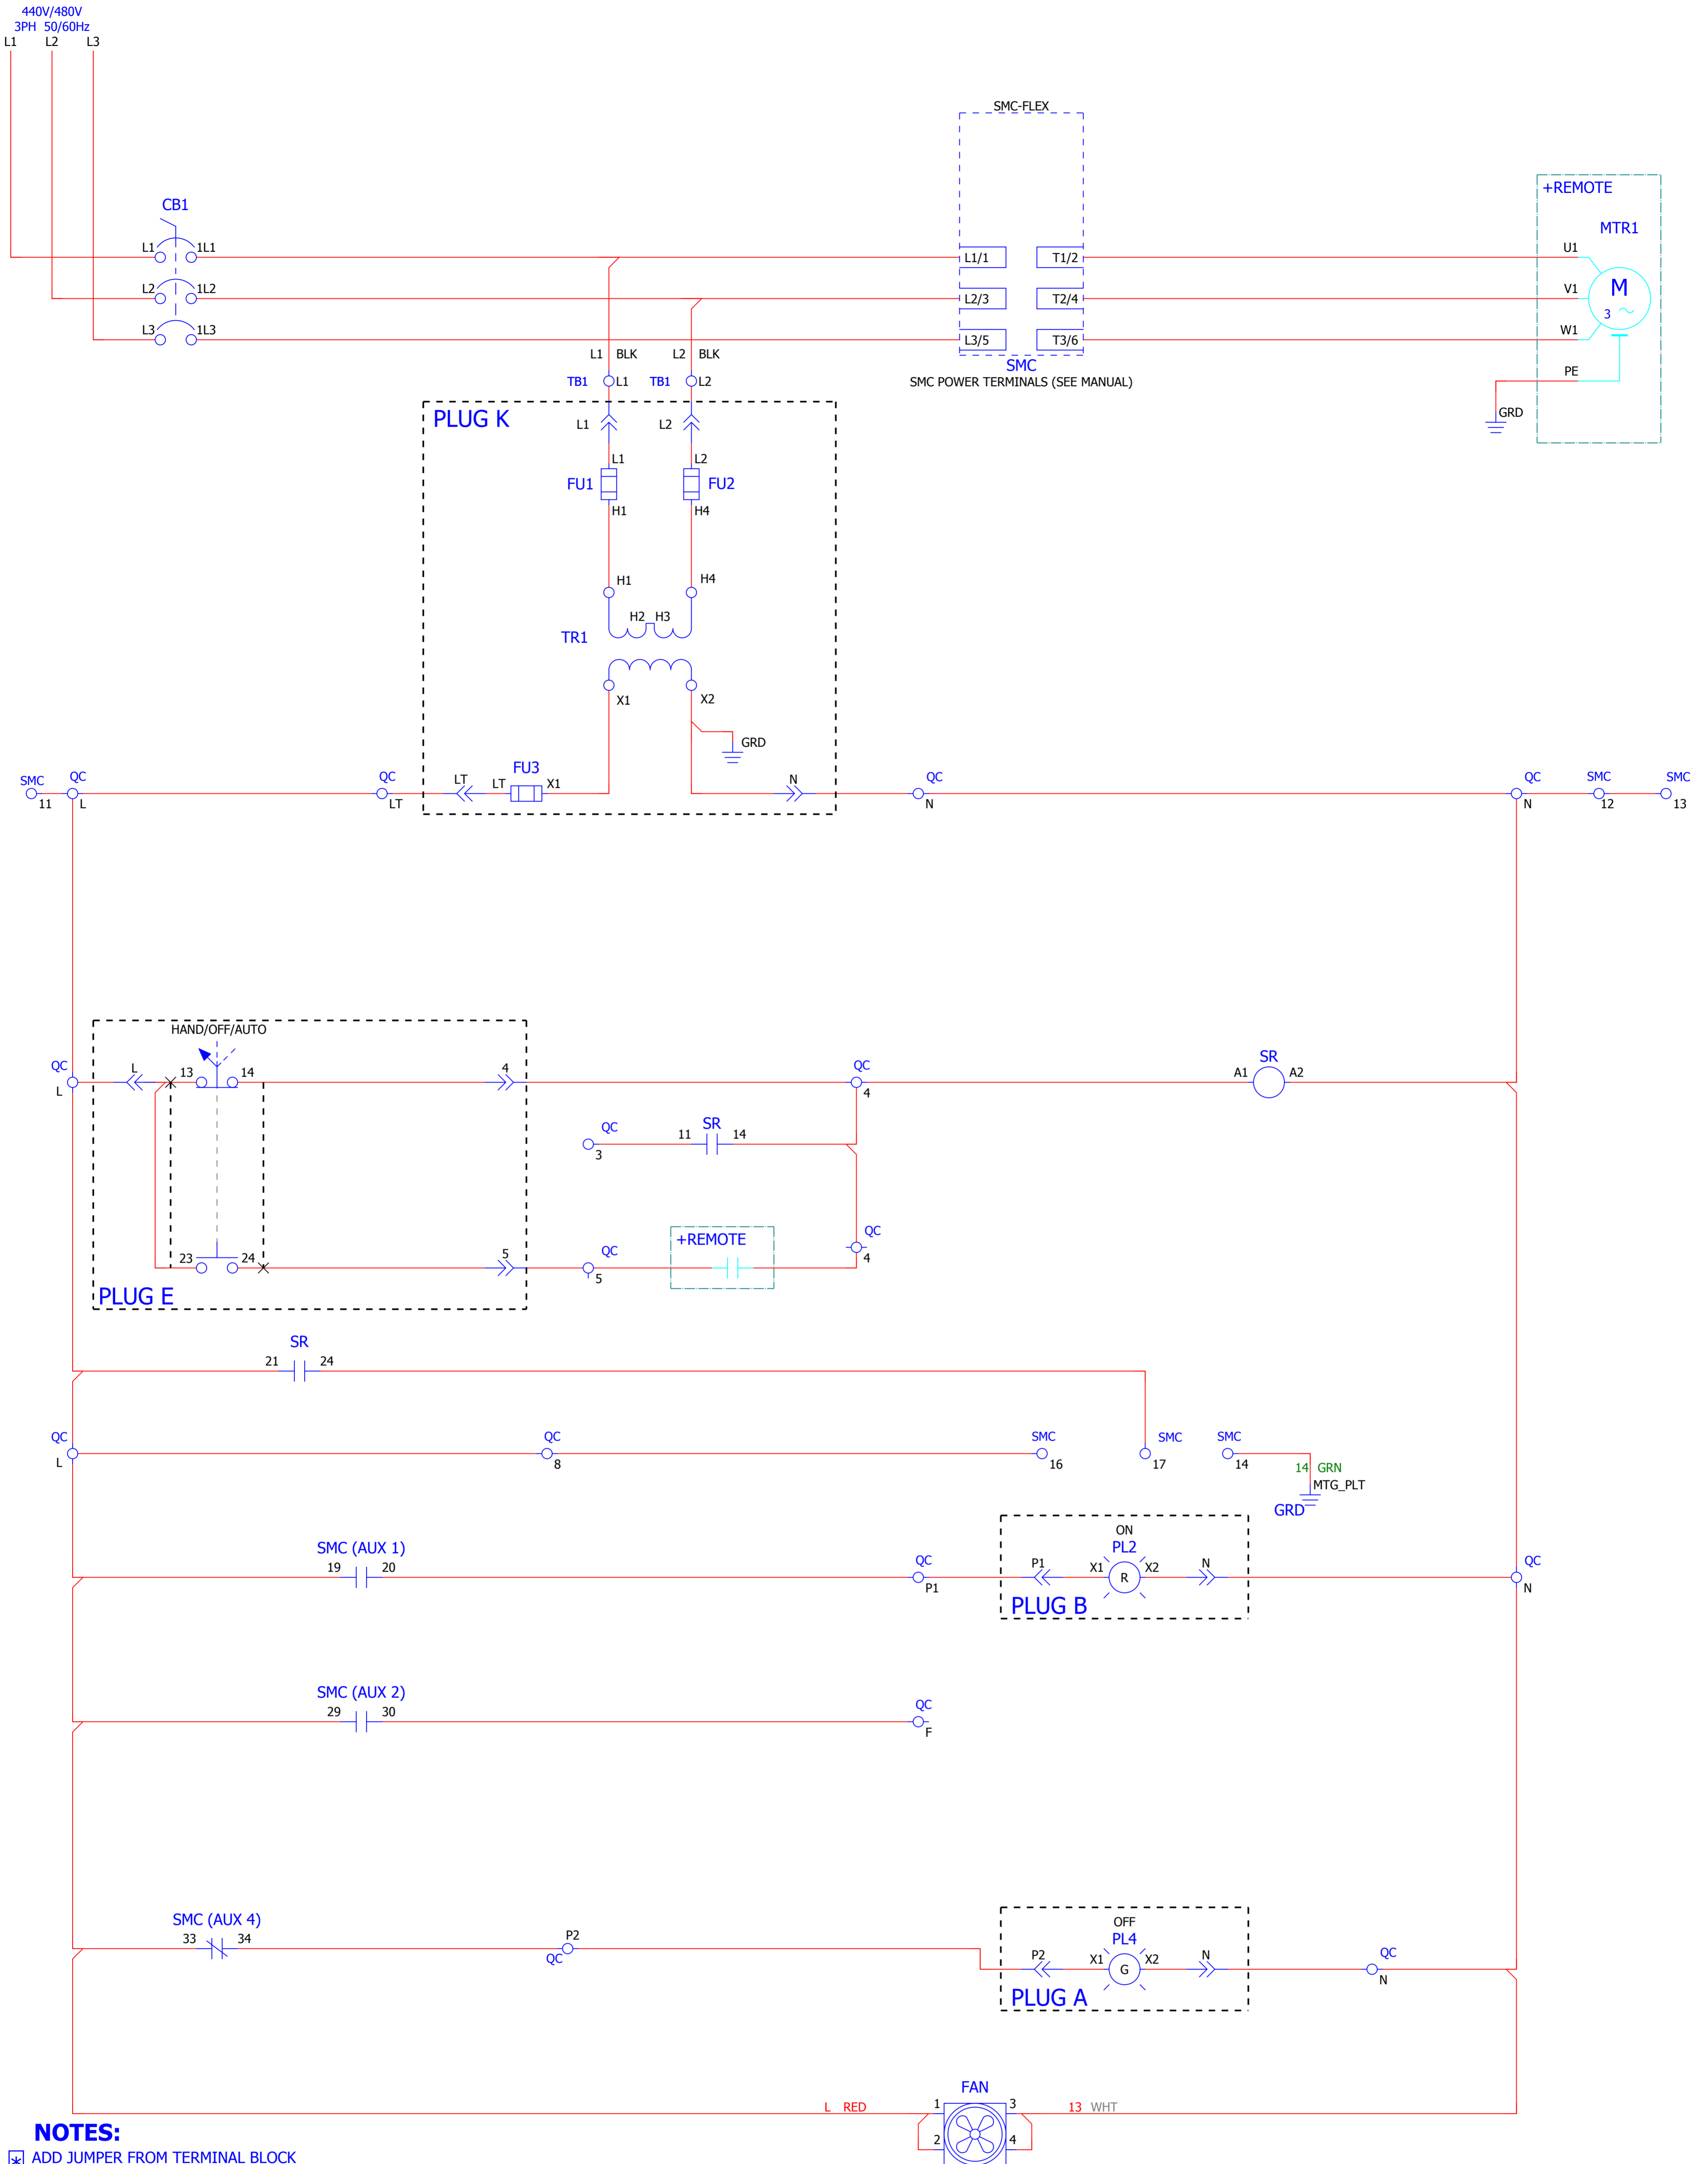 440V/480V
3PH 50/60Hz
L1 L2 L3
SMC-FLEX
+REMOTE
MTR1
CB1
L1 1L1
L1/1 T1/2
U1
L2 1L2
L2/3 T2/4
V1
M
3
L3 1L3
L3/5 T3/6
W1
SMC
SMC POWER TERMINALS (SEE MANUAL)
PE
GRD
L1 BLK L2 BLK
TB1 L1 TB1 L2
PLUG K
L1 L2
L1 L2
FU1 FU2
H1 H4
H1 H4
H2 H3
TR1
X1 X2
GRD
SMC QC QC LT FU3 N QC QC SMC SMC
LT X1
11 L LT N N 12 13
HAND/OFF/AUTO
QC L 13 14 4 QC SR
A1 A2
L 4
QC SR
11 14
3
+REMOTE
QC QC
23 24 5 4
5
PLUG E
SR
21 24
QC QC SMC SMC SMC
L 8 16 17 14
14 GRN
MTG_PLT
GRD
ON
SMC (AUX 1) PL2
19 20 QC P1 X1 R X2 N QC
P1 N
PLUG B
SMC (AUX 2)
29 30 QC
F
OFF
SMC (AUX 4) PL4
33 34 P2 P2 X1 G X2 N QC
QC N
PLUG A
FAN
L RED 1 3 13 WHT
2 4
NOTES:
* ADD JUMPER FROM TERMINAL BLOCK